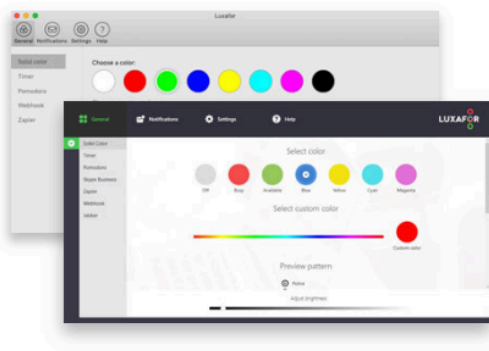 Luxafor
General Notifications Settings Help
Solid color
Choose a color:
Timer
Pomodoro
Webhook
Zapier
General Notifications Settings Help LUXAFOR
Solid Color
Timer
Pomodoro
Skype Business
Zapier
Webhook
Select color
Off Busy Available Blue Yellow Cyan Magenta
Select custom color
Custom color
Preview pattern
Police
Adjust brightness